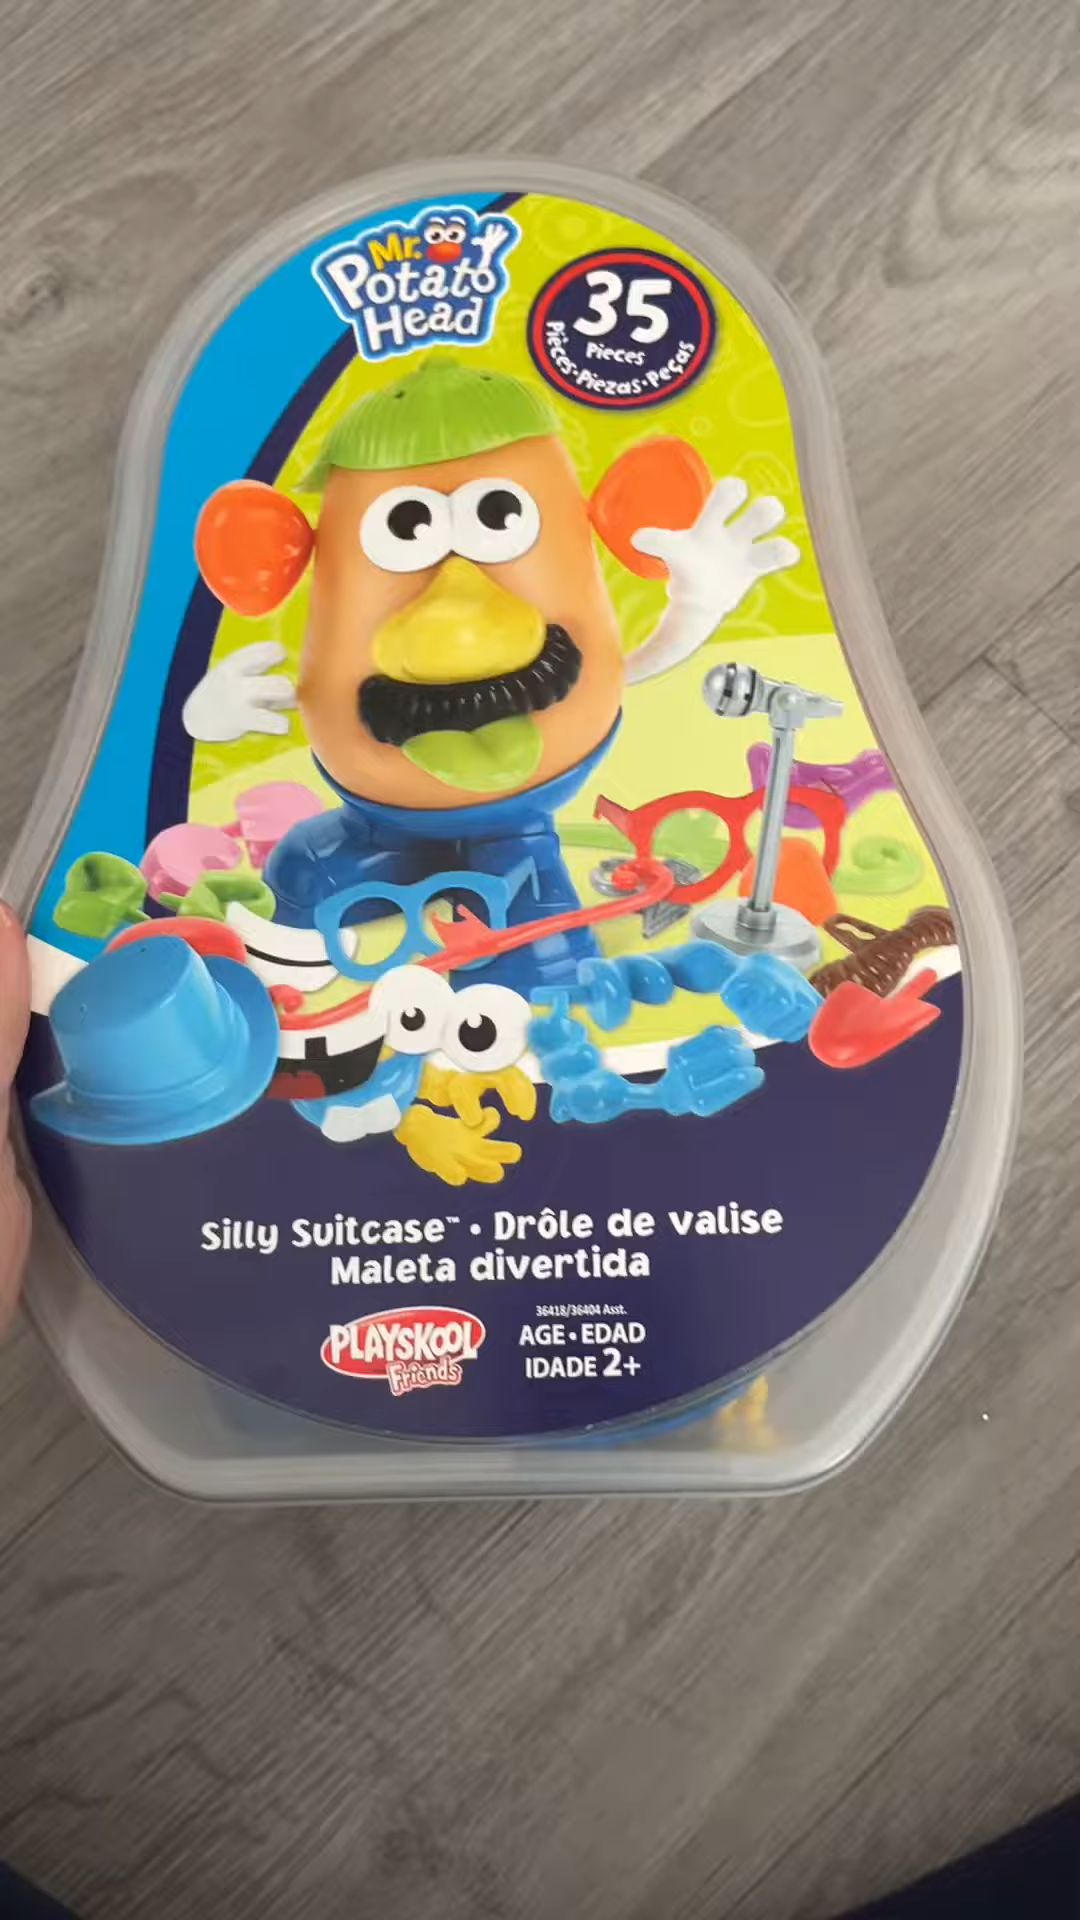 Mr.
Potato
Head
35
Pieces
Pièces•Piezas•Peças
Silly Suitcase™ • Drôle de valise
Maleta divertida
PLAYSKOOL
Friends
36418/36404 Asst.
AGE • EDAD
IDADE 2+